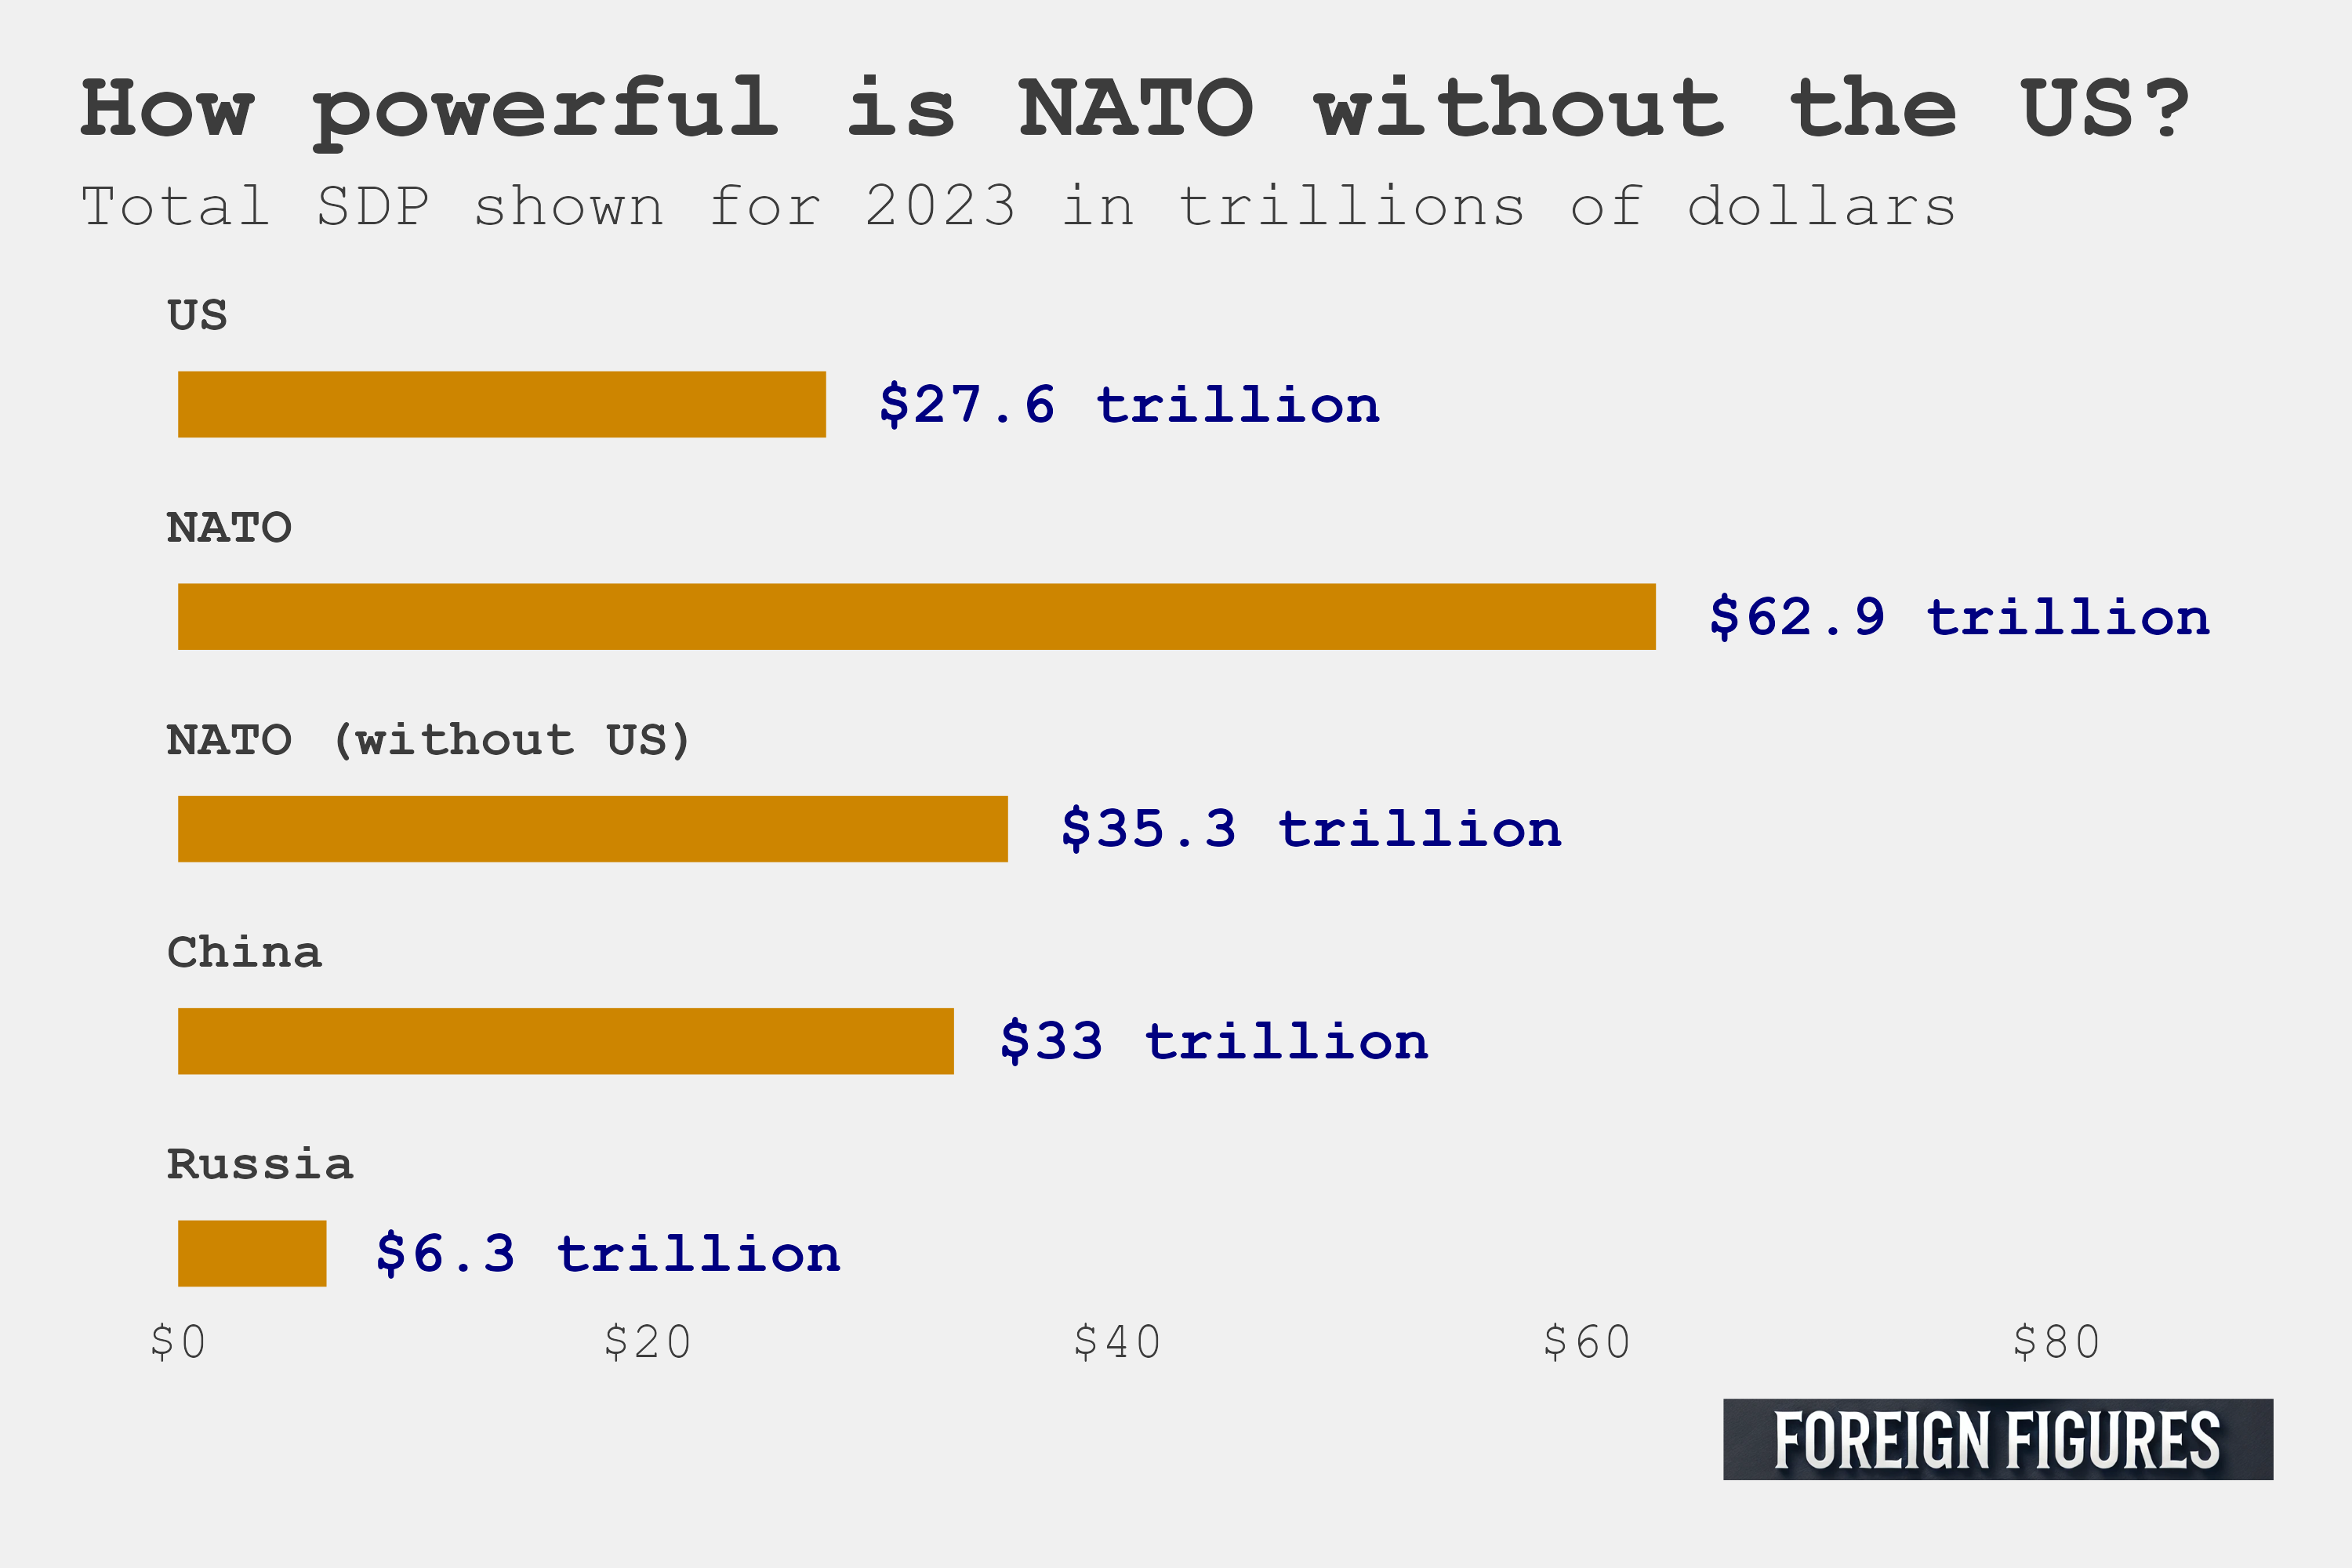 How powerful is NATO without the US?
Total SDP shown for 2023 in trillions of dollars
US
$27.6 trillion
NATO
$62.9 trillion
NATO (without US)
$35.3 trillion
China
$33 trillion
Russia
$6.3 trillion
$0 $20 $40 $60 $80
FOREIGN FIGURES